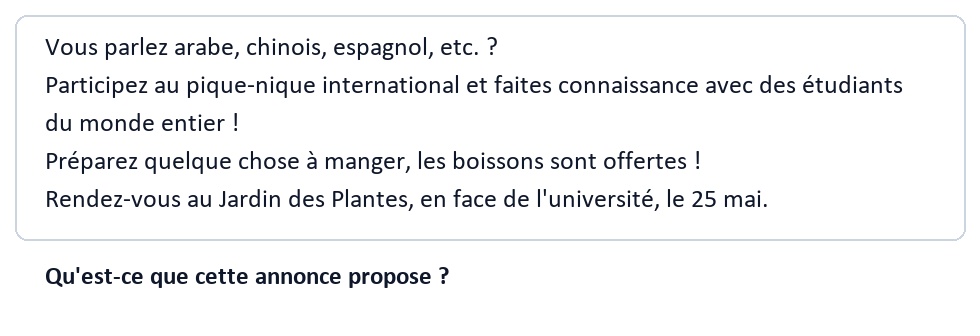 Vous parlez arabe, chinois, espagnol, etc. ?
Participez au pique-nique international et faites connaissance avec des étudiants
du monde entier !
Préparez quelque chose à manger, les boissons sont offertes !
Rendez-vous au Jardin des Plantes, en face de l'université, le 25 mai.
Qu'est-ce que cette annonce propose ?